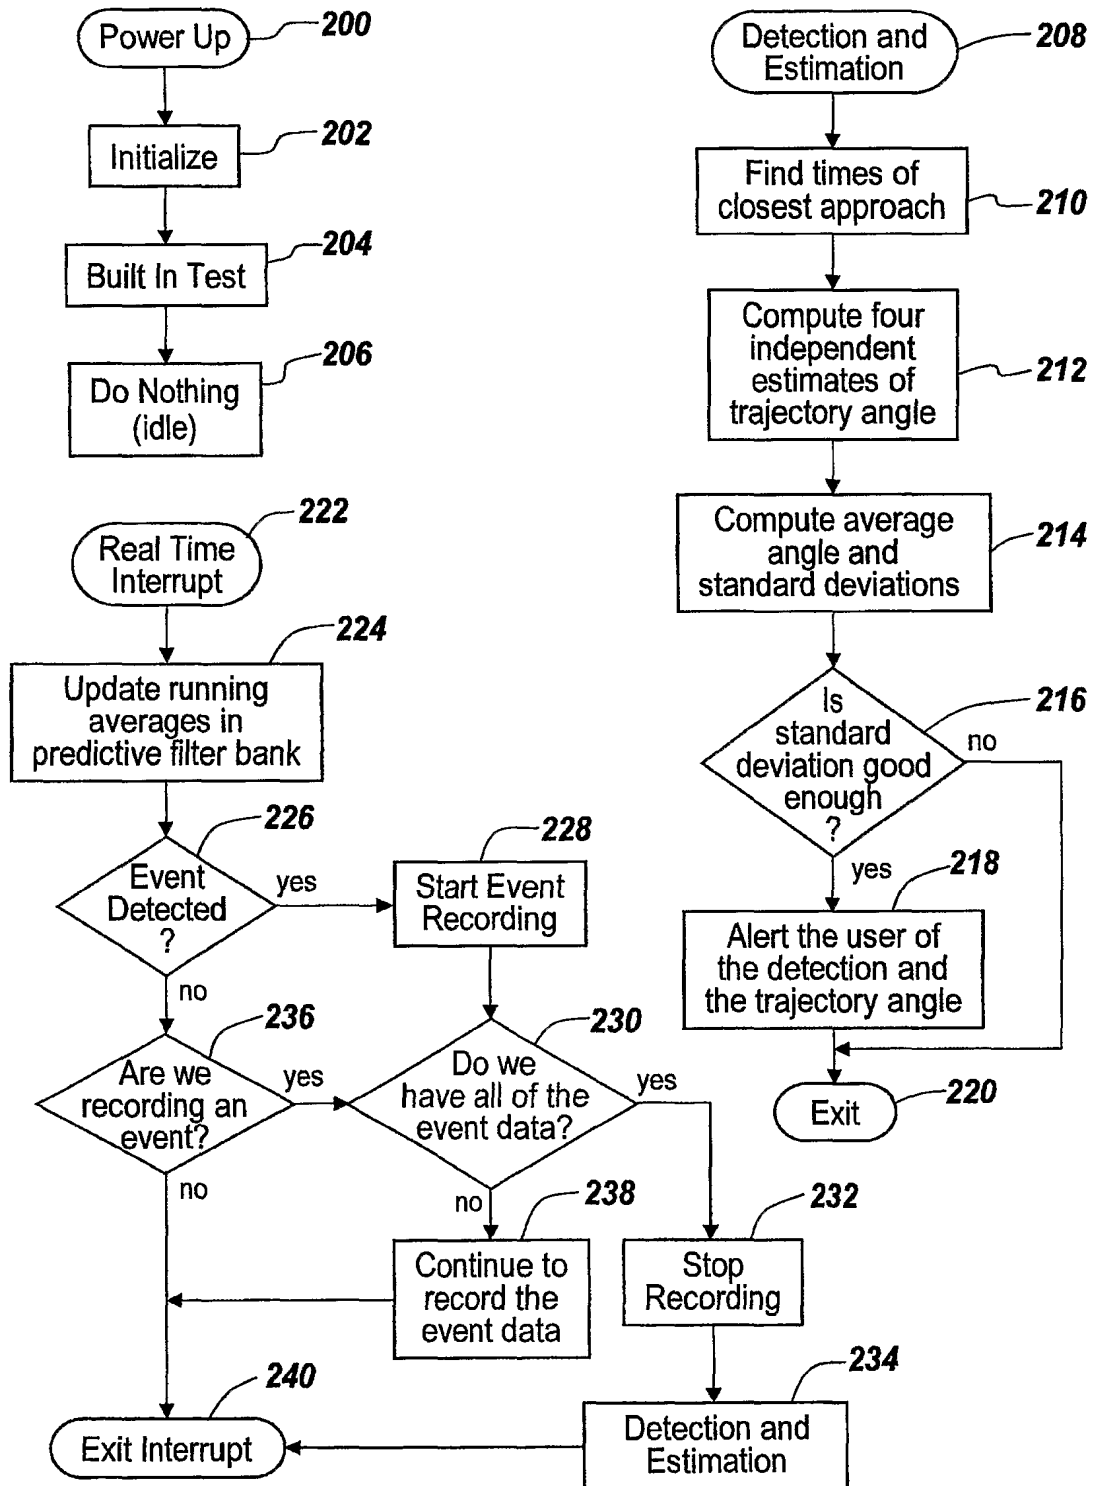 Power Up
200
Initialize
202
Built In Test
204
Do Nothing
(idle)
206
Detection and
Estimation
208
Find times of
closest approach
210
Compute four
independent
estimates of
trajectory angle
212
Compute average
angle and
standard deviations
214
Is
standard
deviation good
enough
?
216
no
yes
218
Alert the user of
the detection and
the trajectory angle
Exit
220
Real Time
Interrupt
222
224
Update running
averages in
predictive filter bank
226
Event
Detected
?
yes
no
228
Start Event
Recording
236
Are we
recording an
event?
yes
no
230
Do we
have all of the
event data?
yes
no
238
Continue to
record the
event data
232
Stop
Recording
234
Detection and
Estimation
240
Exit Interrupt